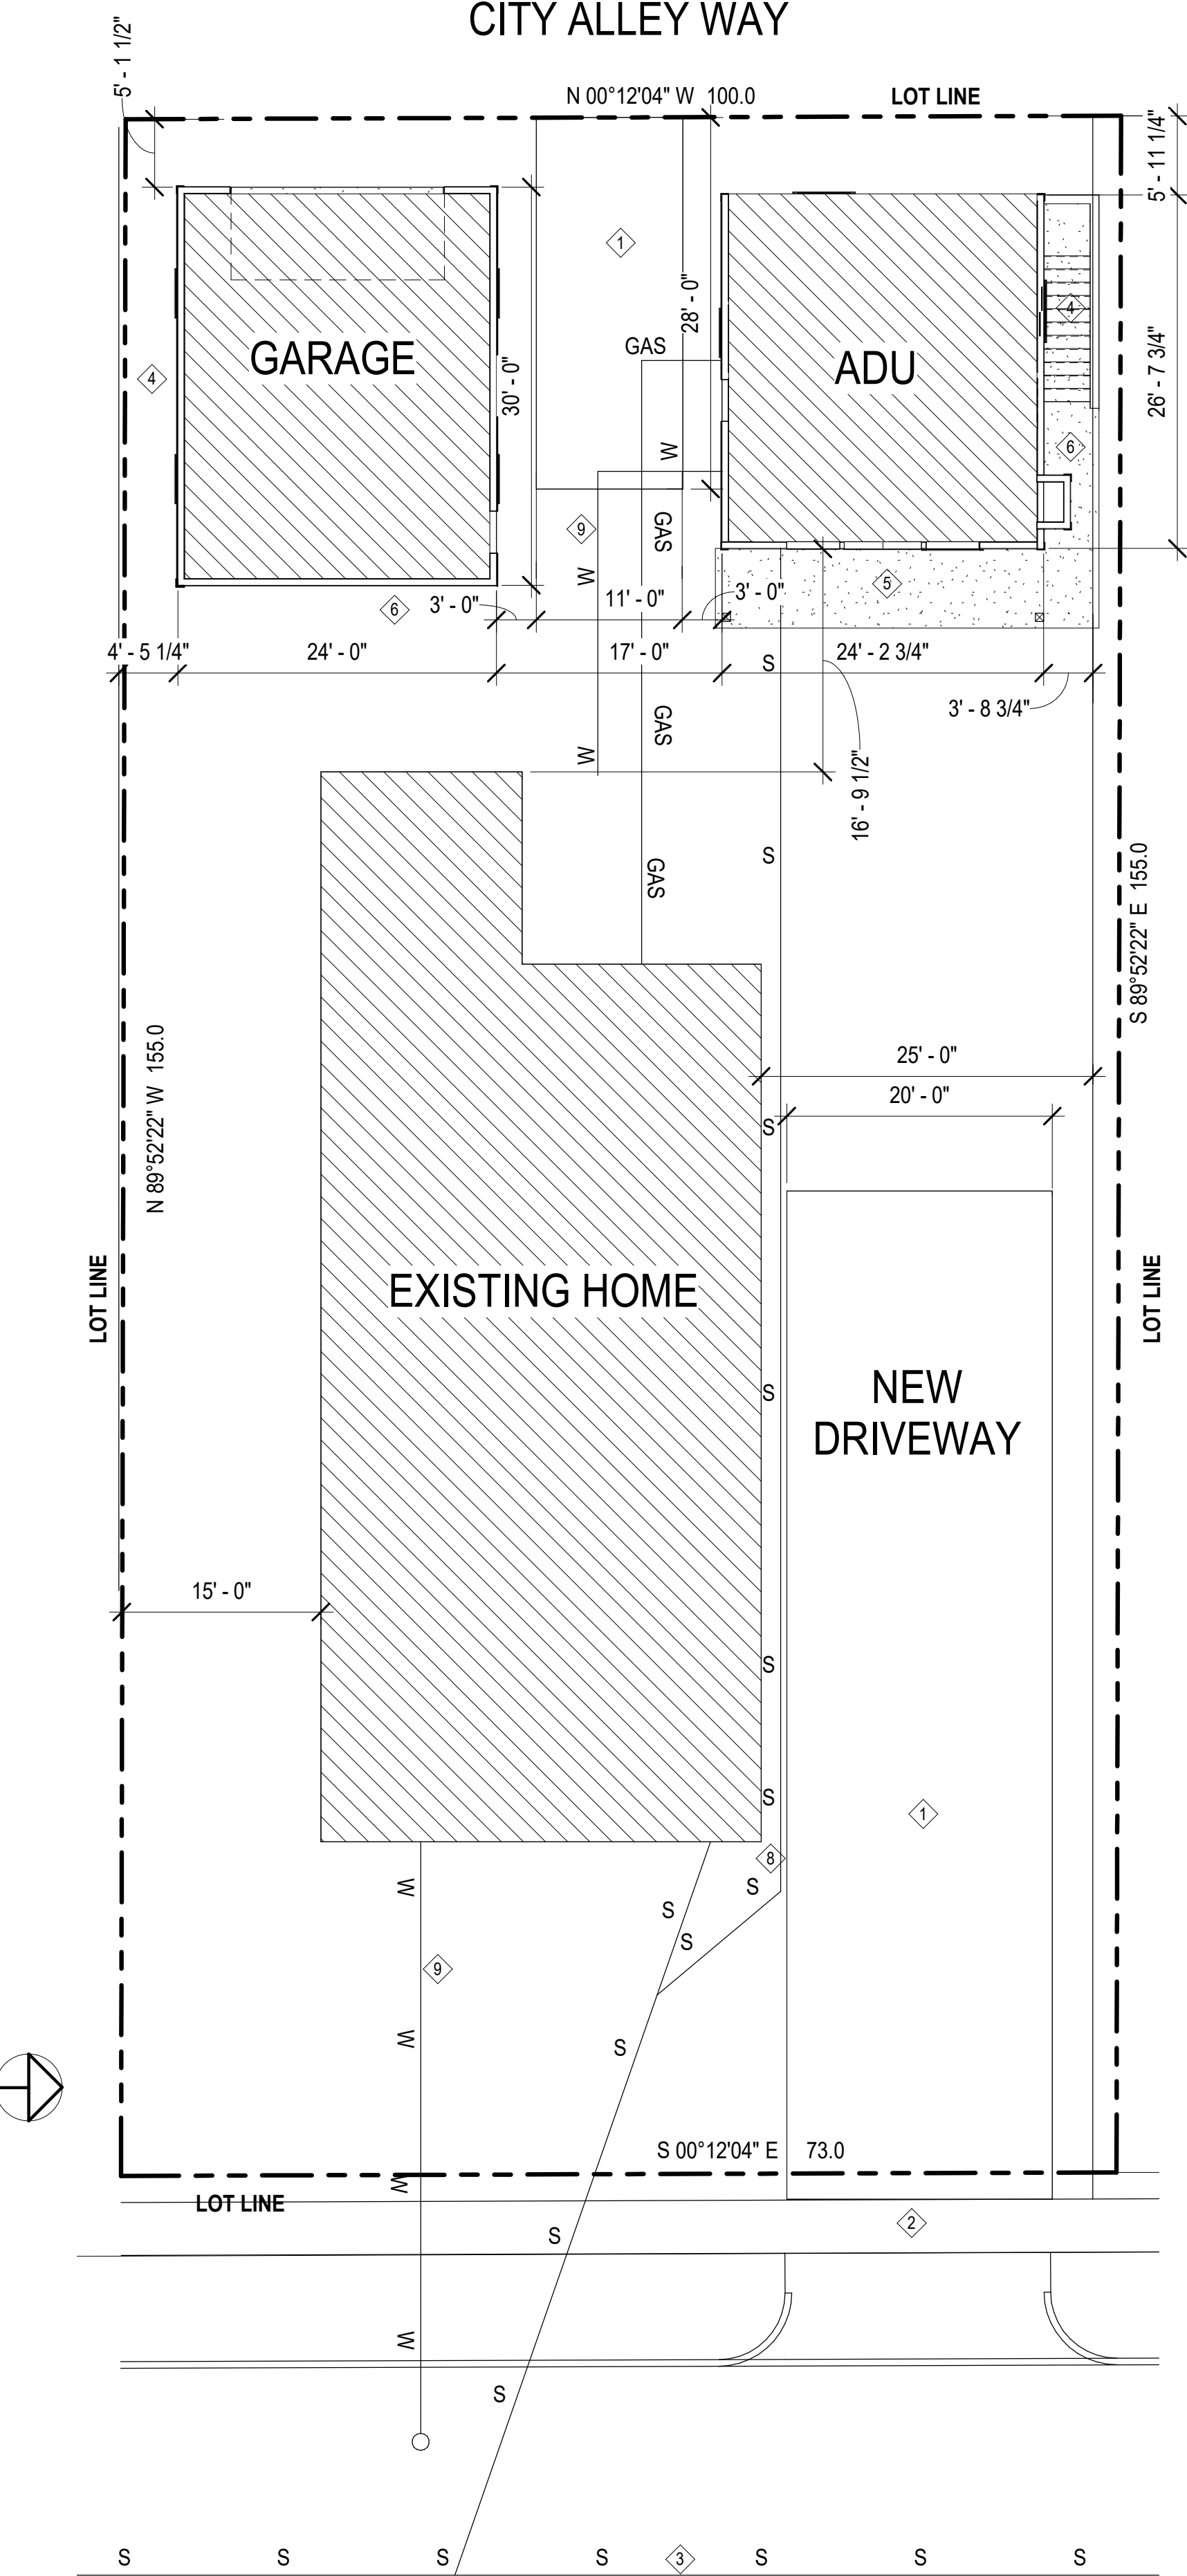 CITY ALLEY WAY
5' - 1 1/2"
N 00°12'04" W 100.0
LOT LINE
5' - 11 1/4"
1
28' - 0"
GARAGE
GAS
ADU
4
4
30' - 0"
26' - 7 3/4"
W
6
9
GAS
W
5
6
3' - 0"
11' - 0"
3' - 0"
4' - 5 1/4"
24' - 0"
17' - 0"
S
24' - 2 3/4"
3' - 8 3/4"
GAS
W
16' - 9 1/2"
S
GAS
S 89°52'22" E 155.0
25' - 0"
20' - 0"
S
N 89°52'22" W 155.0
LOT LINE
EXISTING HOME
LOT LINE
S
NEW
DRIVEWAY
15' - 0"
S
S
1
8
W
S
S
S
9
W
S
S 00°12'04" E 73.0
W
LOT LINE
2
S
W
S
S
S
S
S
3
S
S
S